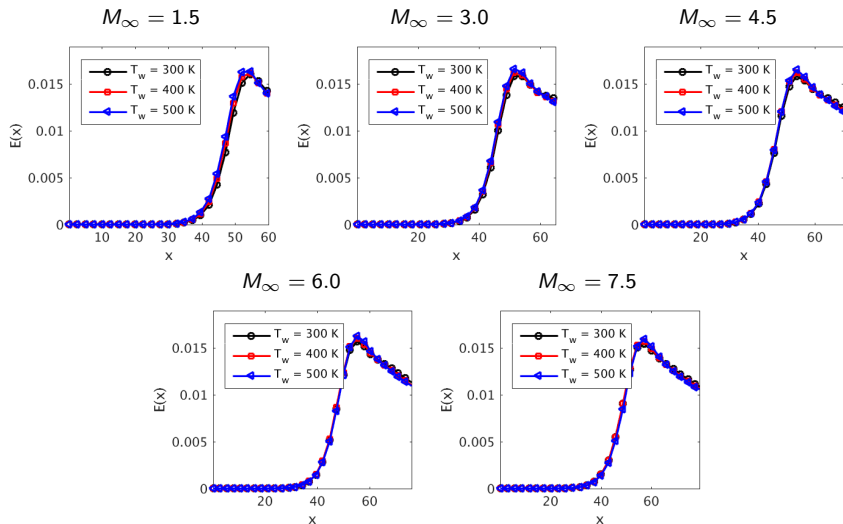 M∞ = 1.5
M∞ = 3.0
M∞ = 4.5
E(x)
0.015
0.01
0.005
0
T_w = 300 K
T_w = 400 K
T_w = 500 K
10 20 30 40 50 60
x
E(x)
0.015
0.01
0.005
0
T_w = 300 K
T_w = 400 K
T_w = 500 K
20 40 60
x
E(x)
0.015
0.01
0.005
0
T_w = 300 K
T_w = 400 K
T_w = 500 K
20 40 60
x
M∞ = 6.0
M∞ = 7.5
E(x)
0.015
0.01
0.005
0
T_w = 300 K
T_w = 400 K
T_w = 500 K
0 20 40 60
x
E(x)
0.015
0.01
0.005
0
T_w = 300 K
T_w = 400 K
T_w = 500 K
0 20 40 60
x